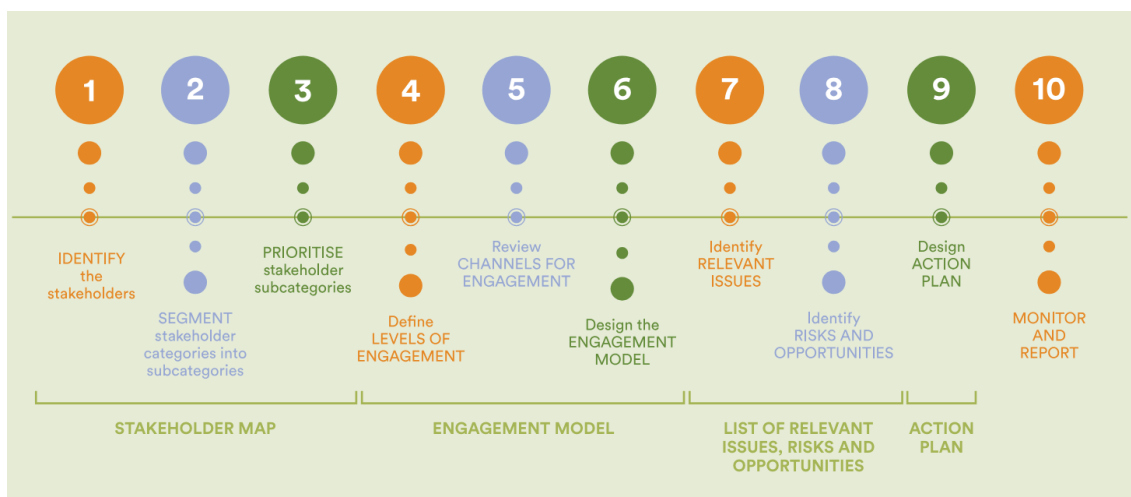 1
2
3
4
5
6
7
8
9
10
IDENTIFY
the
stakeholders
SEGMENT
stakeholder
categories into
subcategories
PRIORITISE
stakeholder
subcategories
Define
LEVELS OF
ENGAGEMENT
Review
CHANNELS FOR
ENGAGEMENT
Design the
ENGAGEMENT
MODEL
Identify
RELEVANT
ISSUES
Identify
RISKS AND
OPPORTUNITIES
Design
ACTION
PLAN
MONITOR
AND
REPORT
STAKEHOLDER MAP
ENGAGEMENT MODEL
LIST OF RELEVANT
ISSUES, RISKS AND
OPPORTUNITIES
ACTION
PLAN